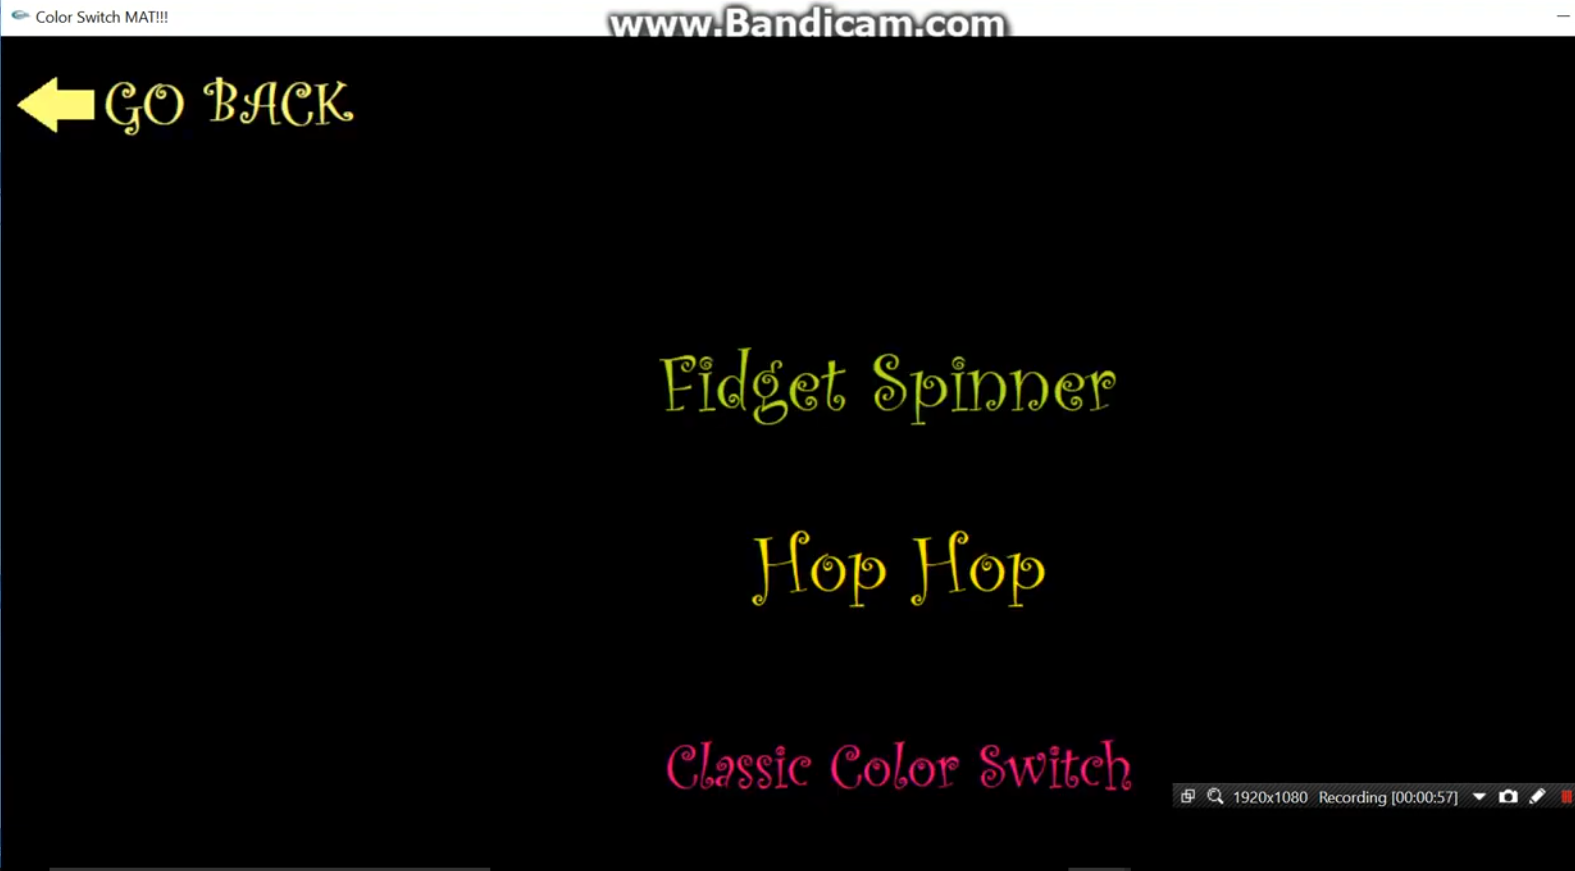 Color Switch MAT!!!
www.Bandicam.com
GO BACK
Fidget Spinner
Hop Hop
Classic Color Switch
1920x1080 Recording [00:00:57]